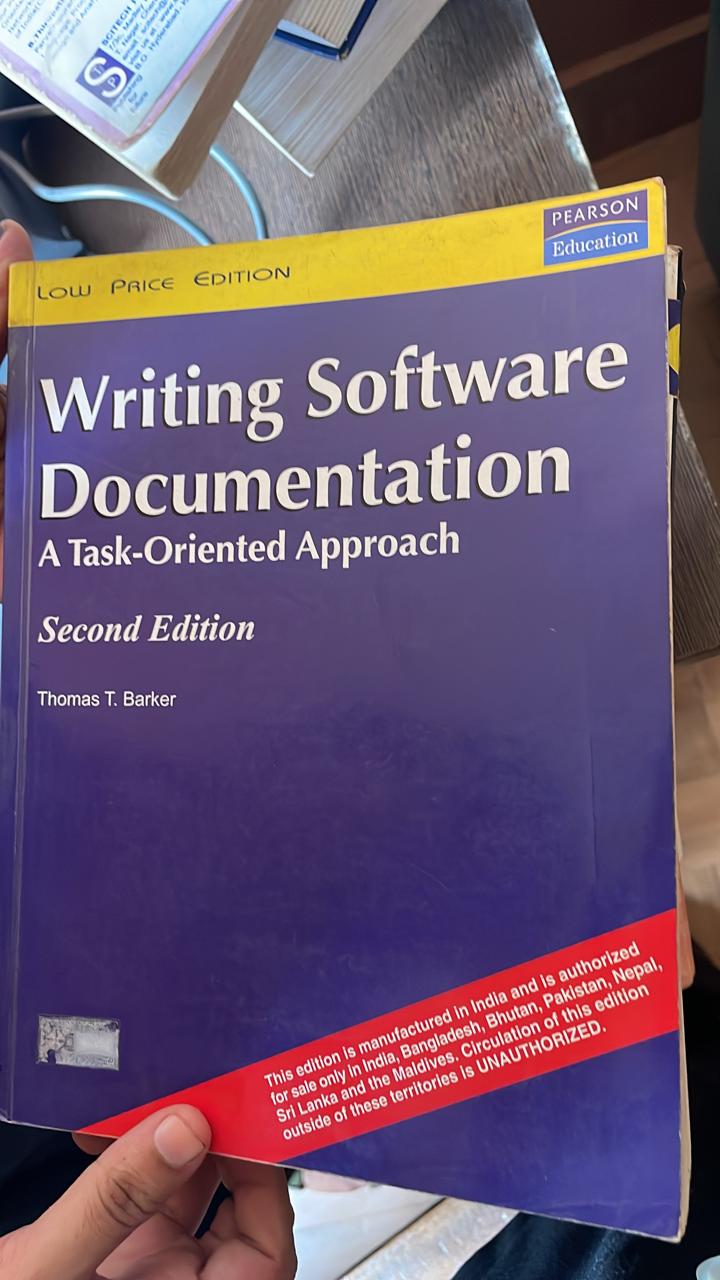 SCITECH
Hyderabad
LOW PRICE EDITION
PEARSON
Education
Writing Software
Documentation
A Task-Oriented Approach
Second Edition
Thomas T. Barker
This edition is manufactured in India and is authorized
for sale only in India, Bangladesh, Bhutan, Pakistan, Nepal,
Sri Lanka and the Maldives. Circulation of this edition
outside of these territories is UNAUTHORIZED.